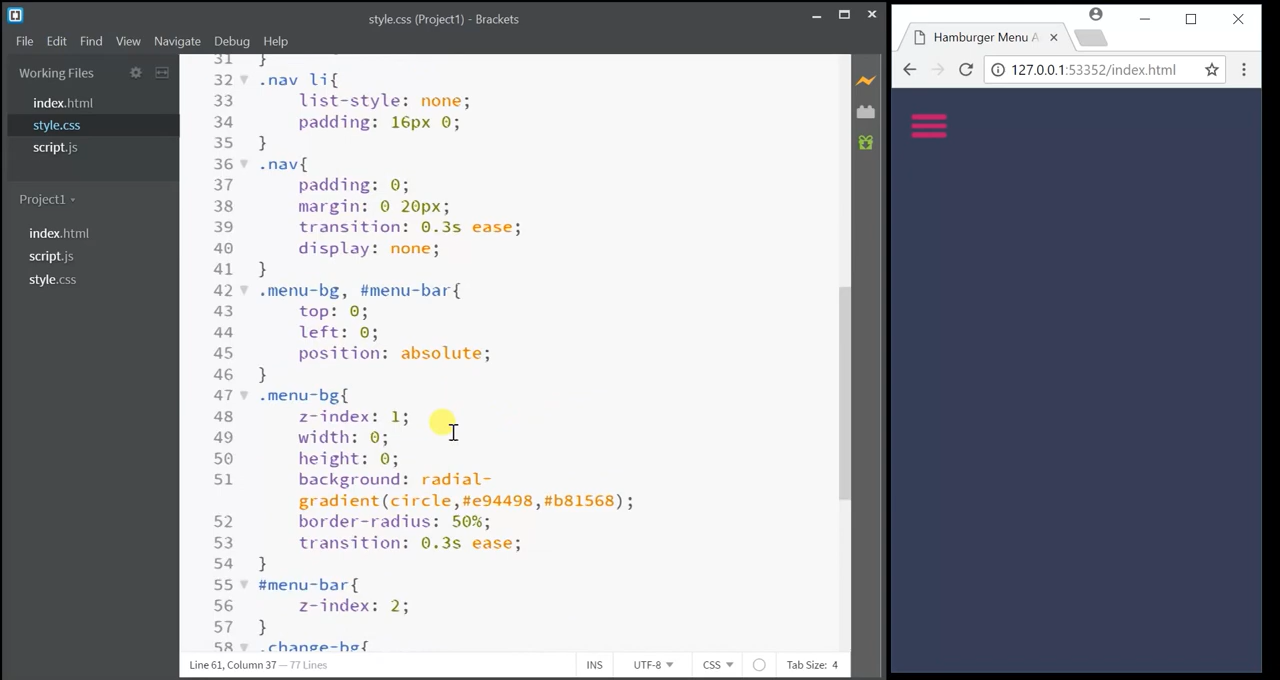 style.css (Project1) - Brackets
File Edit Find View Navigate Debug Help
Working Files
index.html
style.css
script.js
Project1
index.html
script.js
style.css
31 }
32 .nav li{
33 list-style: none;
34 padding: 16px 0;
35 }
36 .nav{
37 padding: 0;
38 margin: 0 20px;
39 transition: 0.3s ease;
40 display: none;
41 }
42 .menu-bg, #menu-bar{
43 top: 0;
44 left: 0;
45 position: absolute;
46 }
47 .menu-bg{
48 z-index: 1;
49 width: 0;
50 height: 0;
51 background: radial-
gradient(circle,#e94498,#b81568);
52 border-radius: 50%;
53 transition: 0.3s ease;
54 }
55 #menu-bar{
56 z-index: 2;
57 }
58 .change-bg{
Line 61, Column 37 — 77 Lines
INS UTF-8 CSS Tab Size: 4
Hamburger Menu A
127.0.0.1:53352/index.html